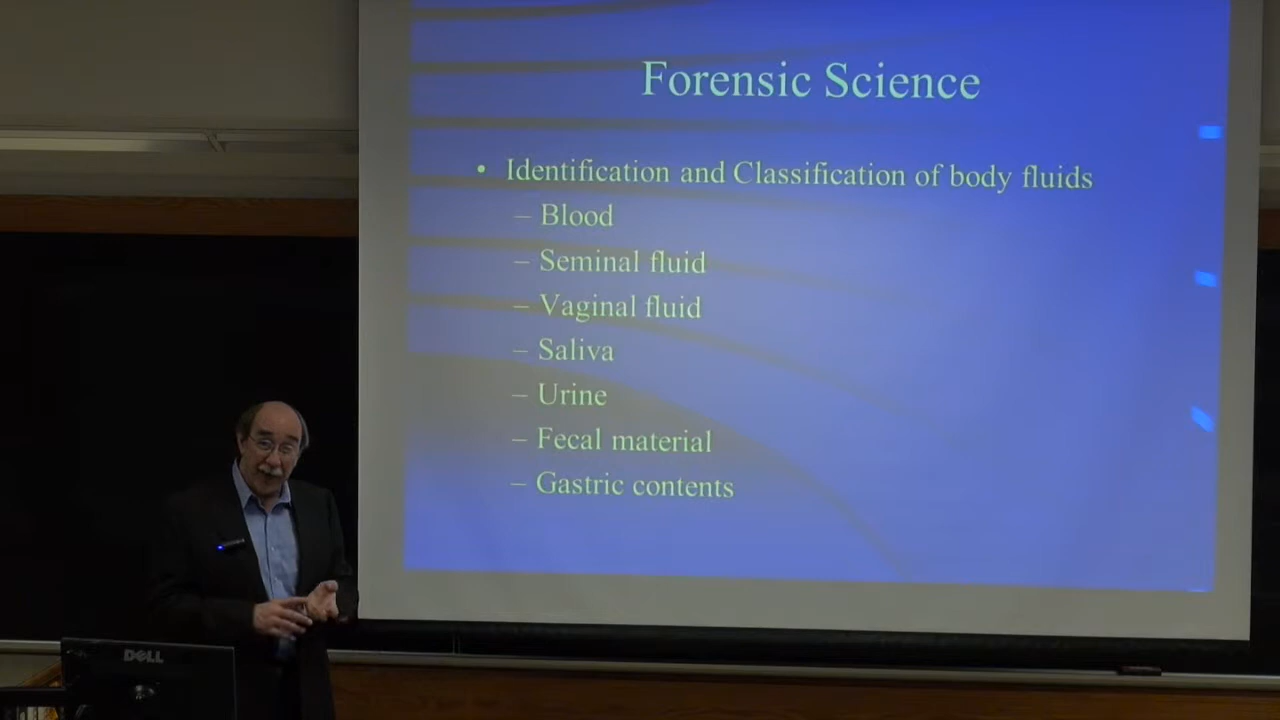 Forensic Science
• Identification and Classification of body fluids
– Blood
– Seminal fluid
– Vaginal fluid
– Saliva
– Urine
– Fecal material
– Gastric contents
DELL